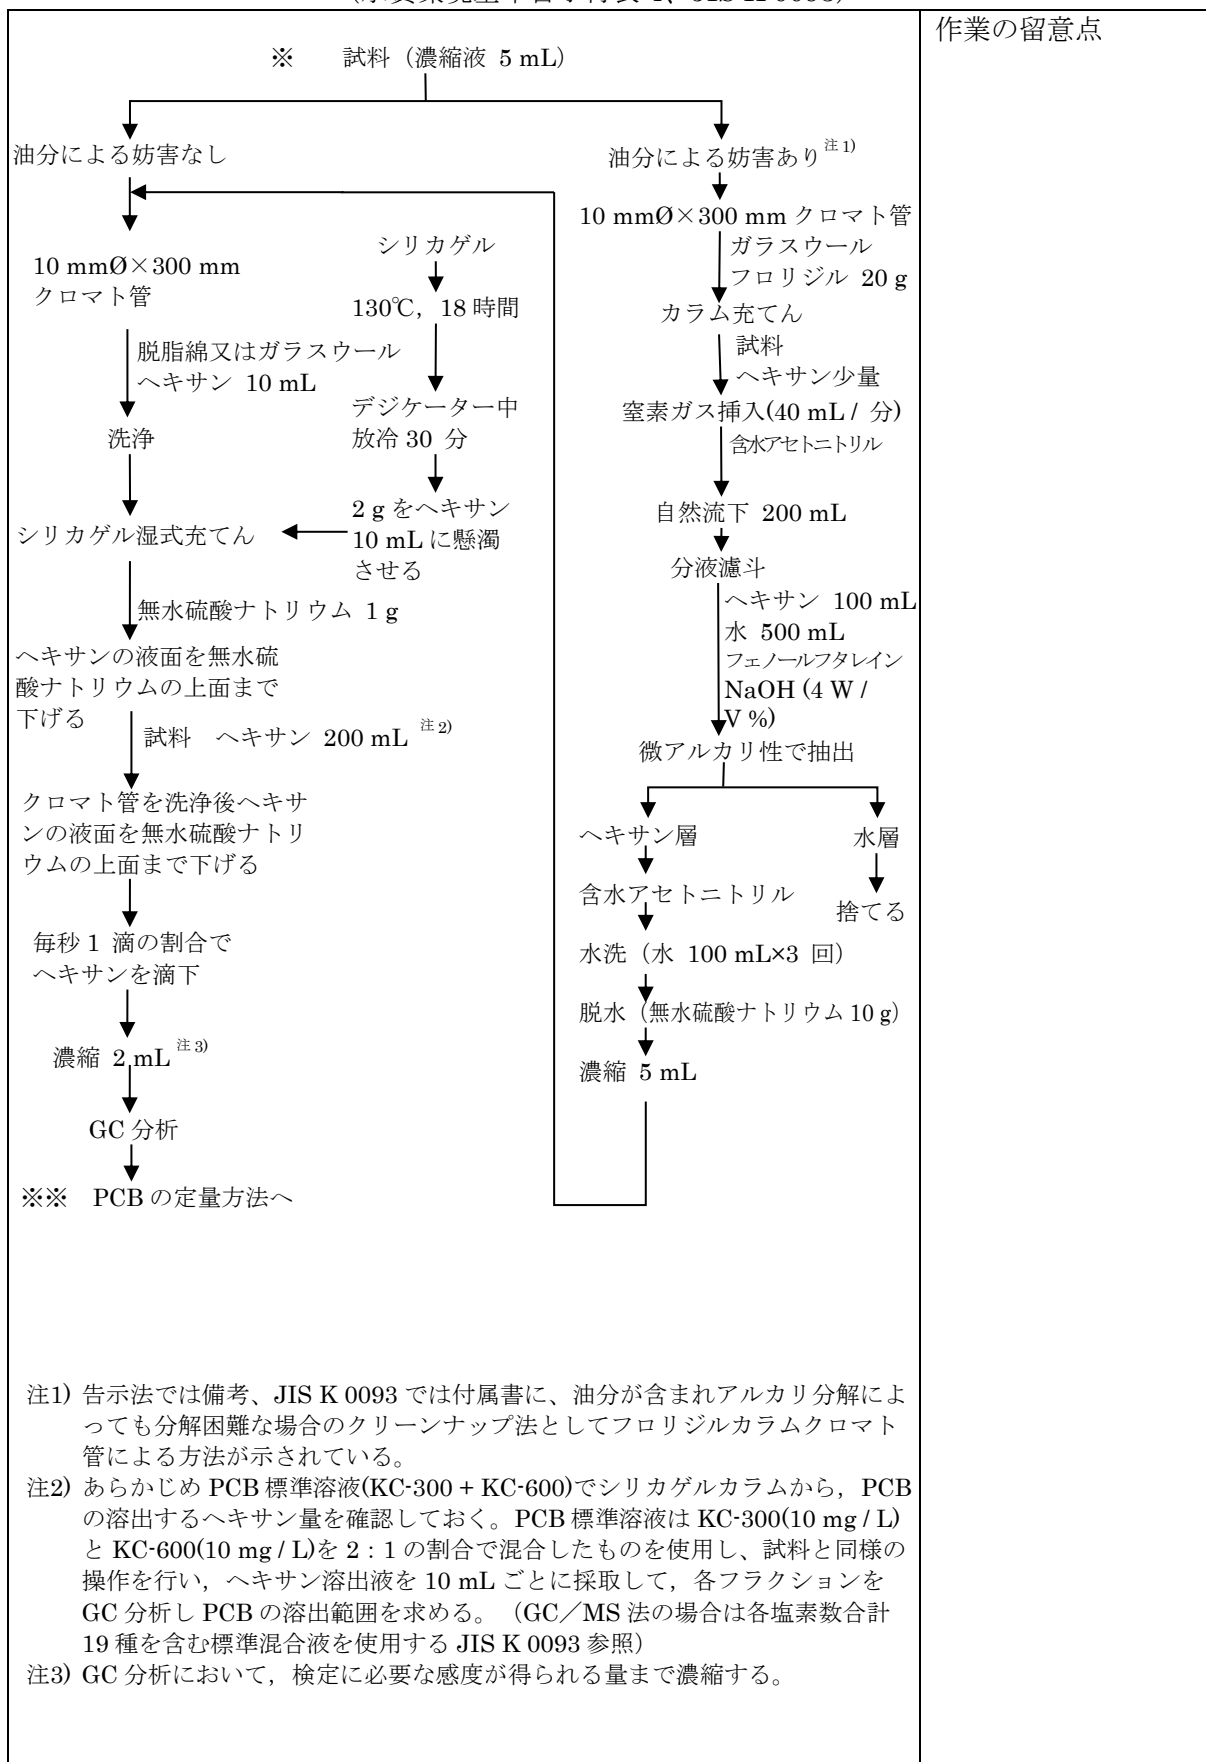 作業の留意点
※ 試料(濃縮液 5 mL)
油分による妨害なし
10 mmØ×300 mm
クロマト管
脱脂綿又はガラスウール
ヘキサン 10 mL
洗浄
シリカゲル湿式充てん
シリカゲル
130℃,18 時間
デジケーター中
放冷 30 分
2 g をヘキサン
10 mL に懸濁
させる
無水硫酸ナトリウム 1 g
ヘキサンの液面を無水硫
酸ナトリウムの上面まで
下げる
試料 ヘキサン 200 mL 注 2)
クロマト管を洗浄後ヘキサ
ンの液面を無水硫酸ナトリ
ウムの上面まで下げる
毎秒 1 滴の割合で
ヘキサンを滴下
濃縮 2 mL 注 3)
GC 分析
※※ PCB の定量方法へ
油分による妨害あり 注 1)
10 mmØ×300 mm クロマト管
ガラスウール
フロリジル 20 g
カラム充てん
試料
ヘキサン少量
窒素ガス挿入(40 mL / 分)
含水アセトニトリル
自然流下 200 mL
分液濾斗
ヘキサン 100 mL
水 500 mL
フェノールフタレイン
NaOH (4 W /
V %)
微アルカリ性で抽出
ヘキサン層
水層
含水アセトニトリル
捨てる
水洗(水 100 mL×3 回)
脱水(無水硫酸ナトリウム 10 g)
濃縮 5 mL
注1) 告示法では備考、JIS K 0093 では付属書に、油分が含まれアルカリ分解によ
っても分解困難な場合のクリーンナップ法としてフロリジルカラムクロマト
管による方法が示されている。
注2) あらかじめ PCB 標準溶液(KC-300 + KC-600)でシリカゲルカラムから,PCB
の溶出するヘキサン量を確認しておく。PCB 標準溶液は KC-300(10 mg / L)
と KC-600(10 mg / L)を 2:1 の割合で混合したものを使用し、試料と同様の
操作を行い,ヘキサン溶出液を 10 mL ごとに採取して,各フラクションを
GC 分析し PCB の溶出範囲を求める。 (GC/MS 法の場合は各塩素数合計
19 種を含む標準混合液を使用する JIS K 0093 参照)
注3) GC 分析において,検定に必要な感度が得られる量まで濃縮する。